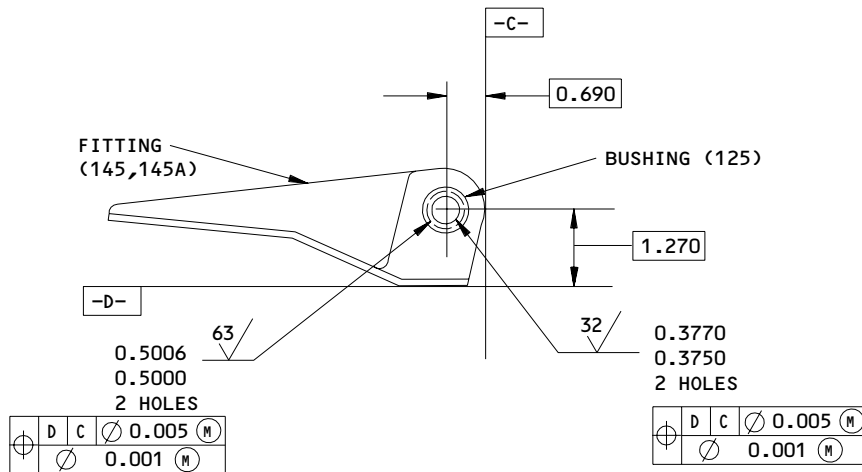 -C-
0.690
FITTING
(145,145A)
BUSHING (125)
1.270
-D-
63
0.5006
0.5000
2 HOLES
32
0.3770
0.3750
2 HOLES
⌖ D C ∅ 0.005 Ⓜ
∅ 0.001 Ⓜ
⌖ D C ∅ 0.005 Ⓜ
∅ 0.001 Ⓜ